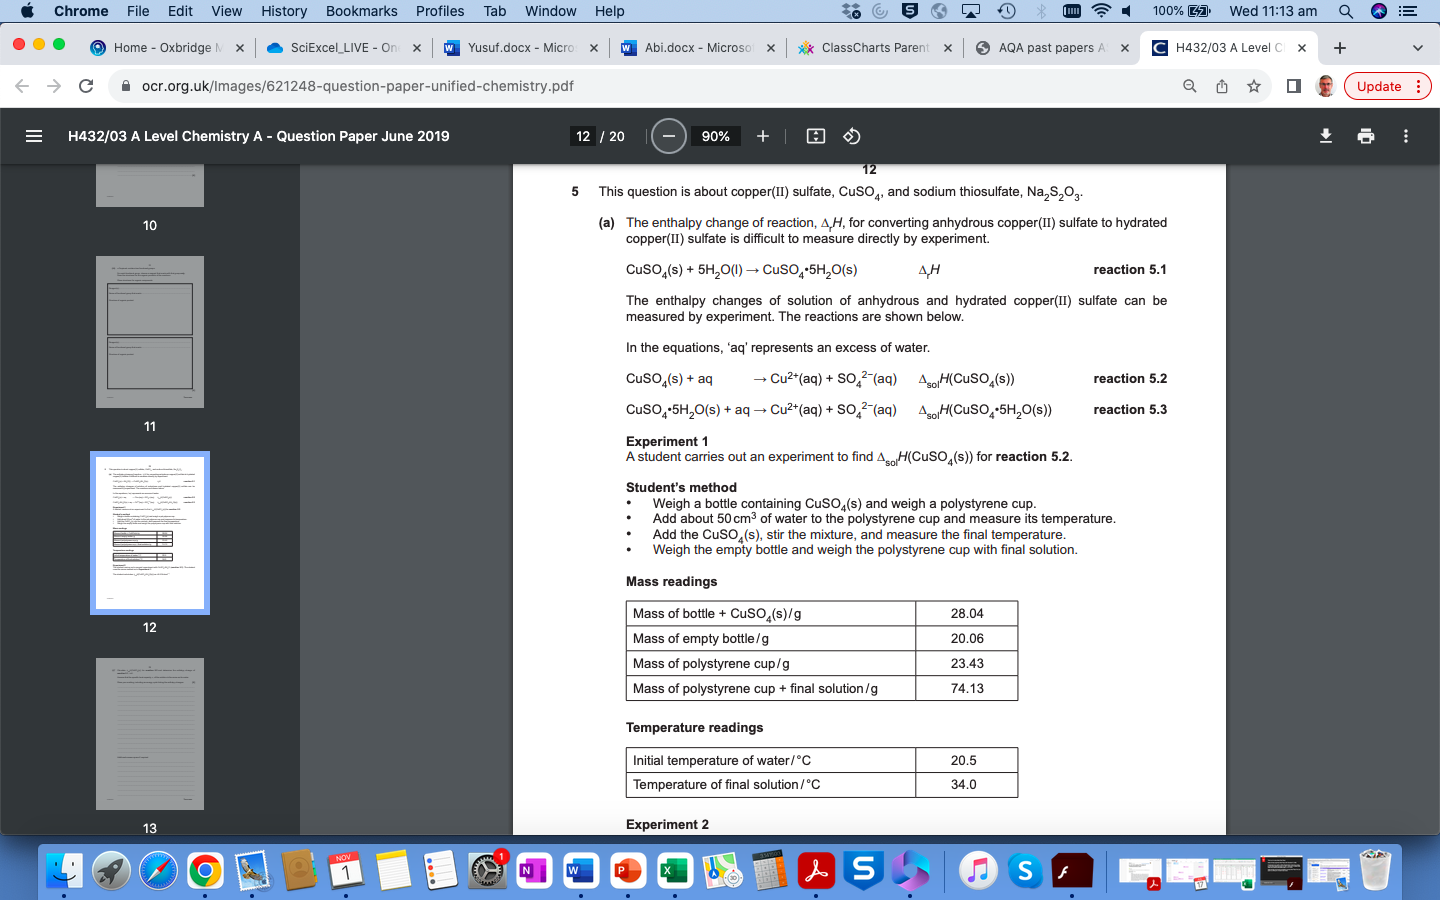 Chrome File Edit View History Bookmarks Profiles Tab Window Help 100% Wed 11:13 am
Home - Oxbridge M SciExcel_LIVE - On Yusuf.docx - Micro Abi.docx - Microso ClassCharts Parent AQA past papers A H432/03 A Level C
ocr.org.uk/Images/621248-question-paper-unified-chemistry.pdf Update
H432/03 A Level Chemistry A - Question Paper June 2019 12 / 20 90%
10
11
12
13
12
5 This question is about copper(II) sulfate, CuSO₄, and sodium thiosulfate, Na₂S₂O₃.
(a) The enthalpy change of reaction, ΔᵣH, for converting anhydrous copper(II) sulfate to hydrated
copper(II) sulfate is difficult to measure directly by experiment.
CuSO₄(s) + 5H₂O(l) → CuSO₄•5H₂O(s) ΔᵣH reaction 5.1
The enthalpy changes of solution of anhydrous and hydrated copper(II) sulfate can be
measured by experiment. The reactions are shown below.
In the equations, ‘aq’ represents an excess of water.
CuSO₄(s) + aq → Cu²⁺(aq) + SO₄²⁻(aq) ΔsolH(CuSO₄(s)) reaction 5.2
CuSO₄•5H₂O(s) + aq → Cu²⁺(aq) + SO₄²⁻(aq) ΔsolH(CuSO₄•5H₂O(s)) reaction 5.3
Experiment 1
A student carries out an experiment to find ΔsolH(CuSO₄(s)) for reaction 5.2.
Student’s method
• Weigh a bottle containing CuSO₄(s) and weigh a polystyrene cup.
• Add about 50 cm³ of water to the polystyrene cup and measure its temperature.
• Add the CuSO₄(s), stir the mixture, and measure the final temperature.
• Weigh the empty bottle and weigh the polystyrene cup with final solution.
Mass readings
Mass of bottle + CuSO₄(s)/g 28.04
Mass of empty bottle/g 20.06
Mass of polystyrene cup/g 23.43
Mass of polystyrene cup + final solution/g 74.13
Temperature readings
Initial temperature of water/°C 20.5
Temperature of final solution/°C 34.0
Experiment 2
NOV
1
1
17